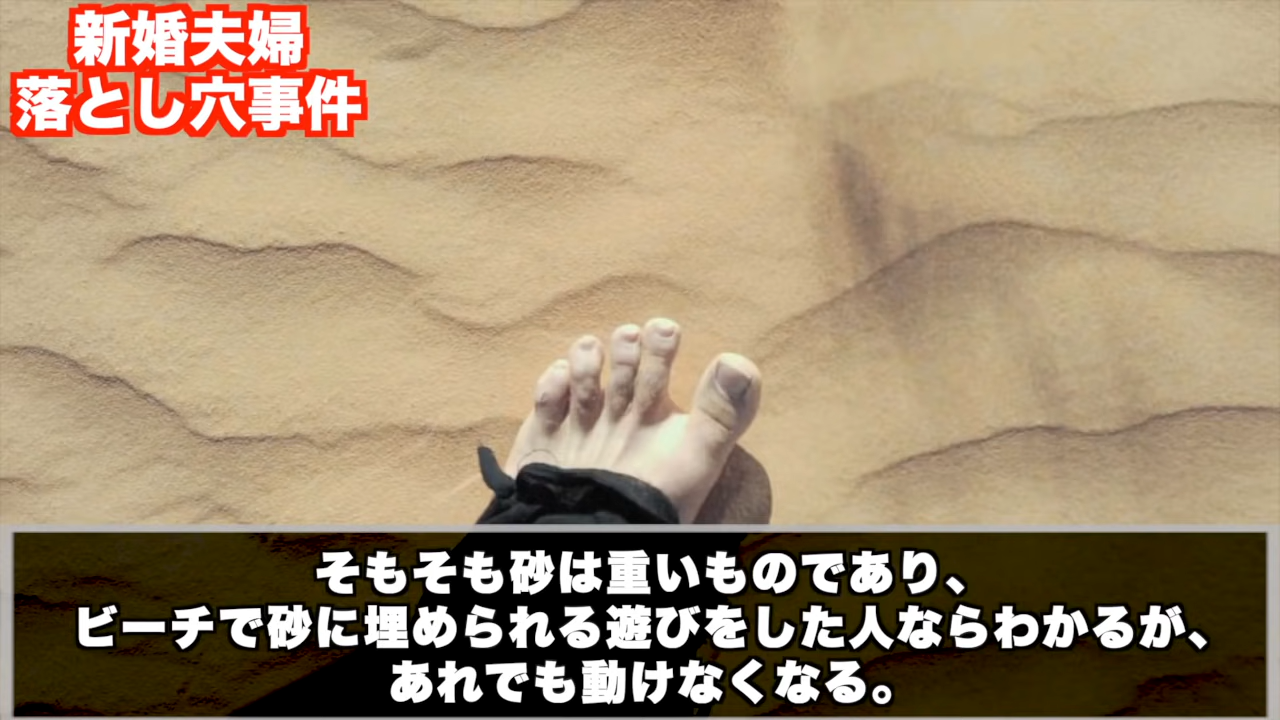 新婚夫婦
落とし穴事件
そもそも砂は重いものであり、
ビーチで砂に埋められる遊びをした人ならわかるが、
あれでも動けなくなる。